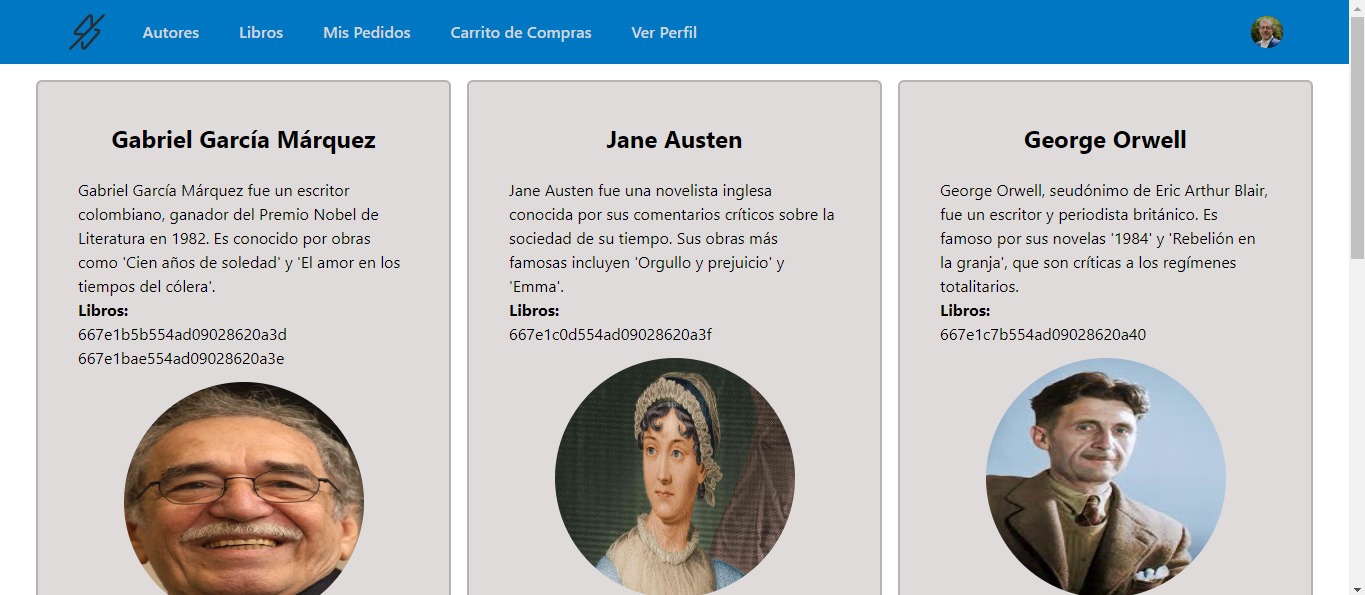 Autores Libros Mis Pedidos Carrito de Compras Ver Perfil
Gabriel García Márquez
Gabriel García Márquez fue un escritor
colombiano, ganador del Premio Nobel de
Literatura en 1982. Es conocido por obras
como 'Cien años de soledad' y 'El amor en los
tiempos del cólera'.
Libros:
667e1b5b554ad09028620a3d
667e1bae554ad09028620a3e
Jane Austen
Jane Austen fue una novelista inglesa
conocida por sus comentarios críticos sobre la
sociedad de su tiempo. Sus obras más
famosas incluyen 'Orgullo y prejuicio' y
'Emma'.
Libros:
667e1c0d554ad09028620a3f
George Orwell
George Orwell, seudónimo de Eric Arthur Blair,
fue un escritor y periodista británico. Es
famoso por sus novelas '1984' y 'Rebelión en
la granja', que son críticas a los regímenes
totalitarios.
Libros:
667e1c7b554ad09028620a40